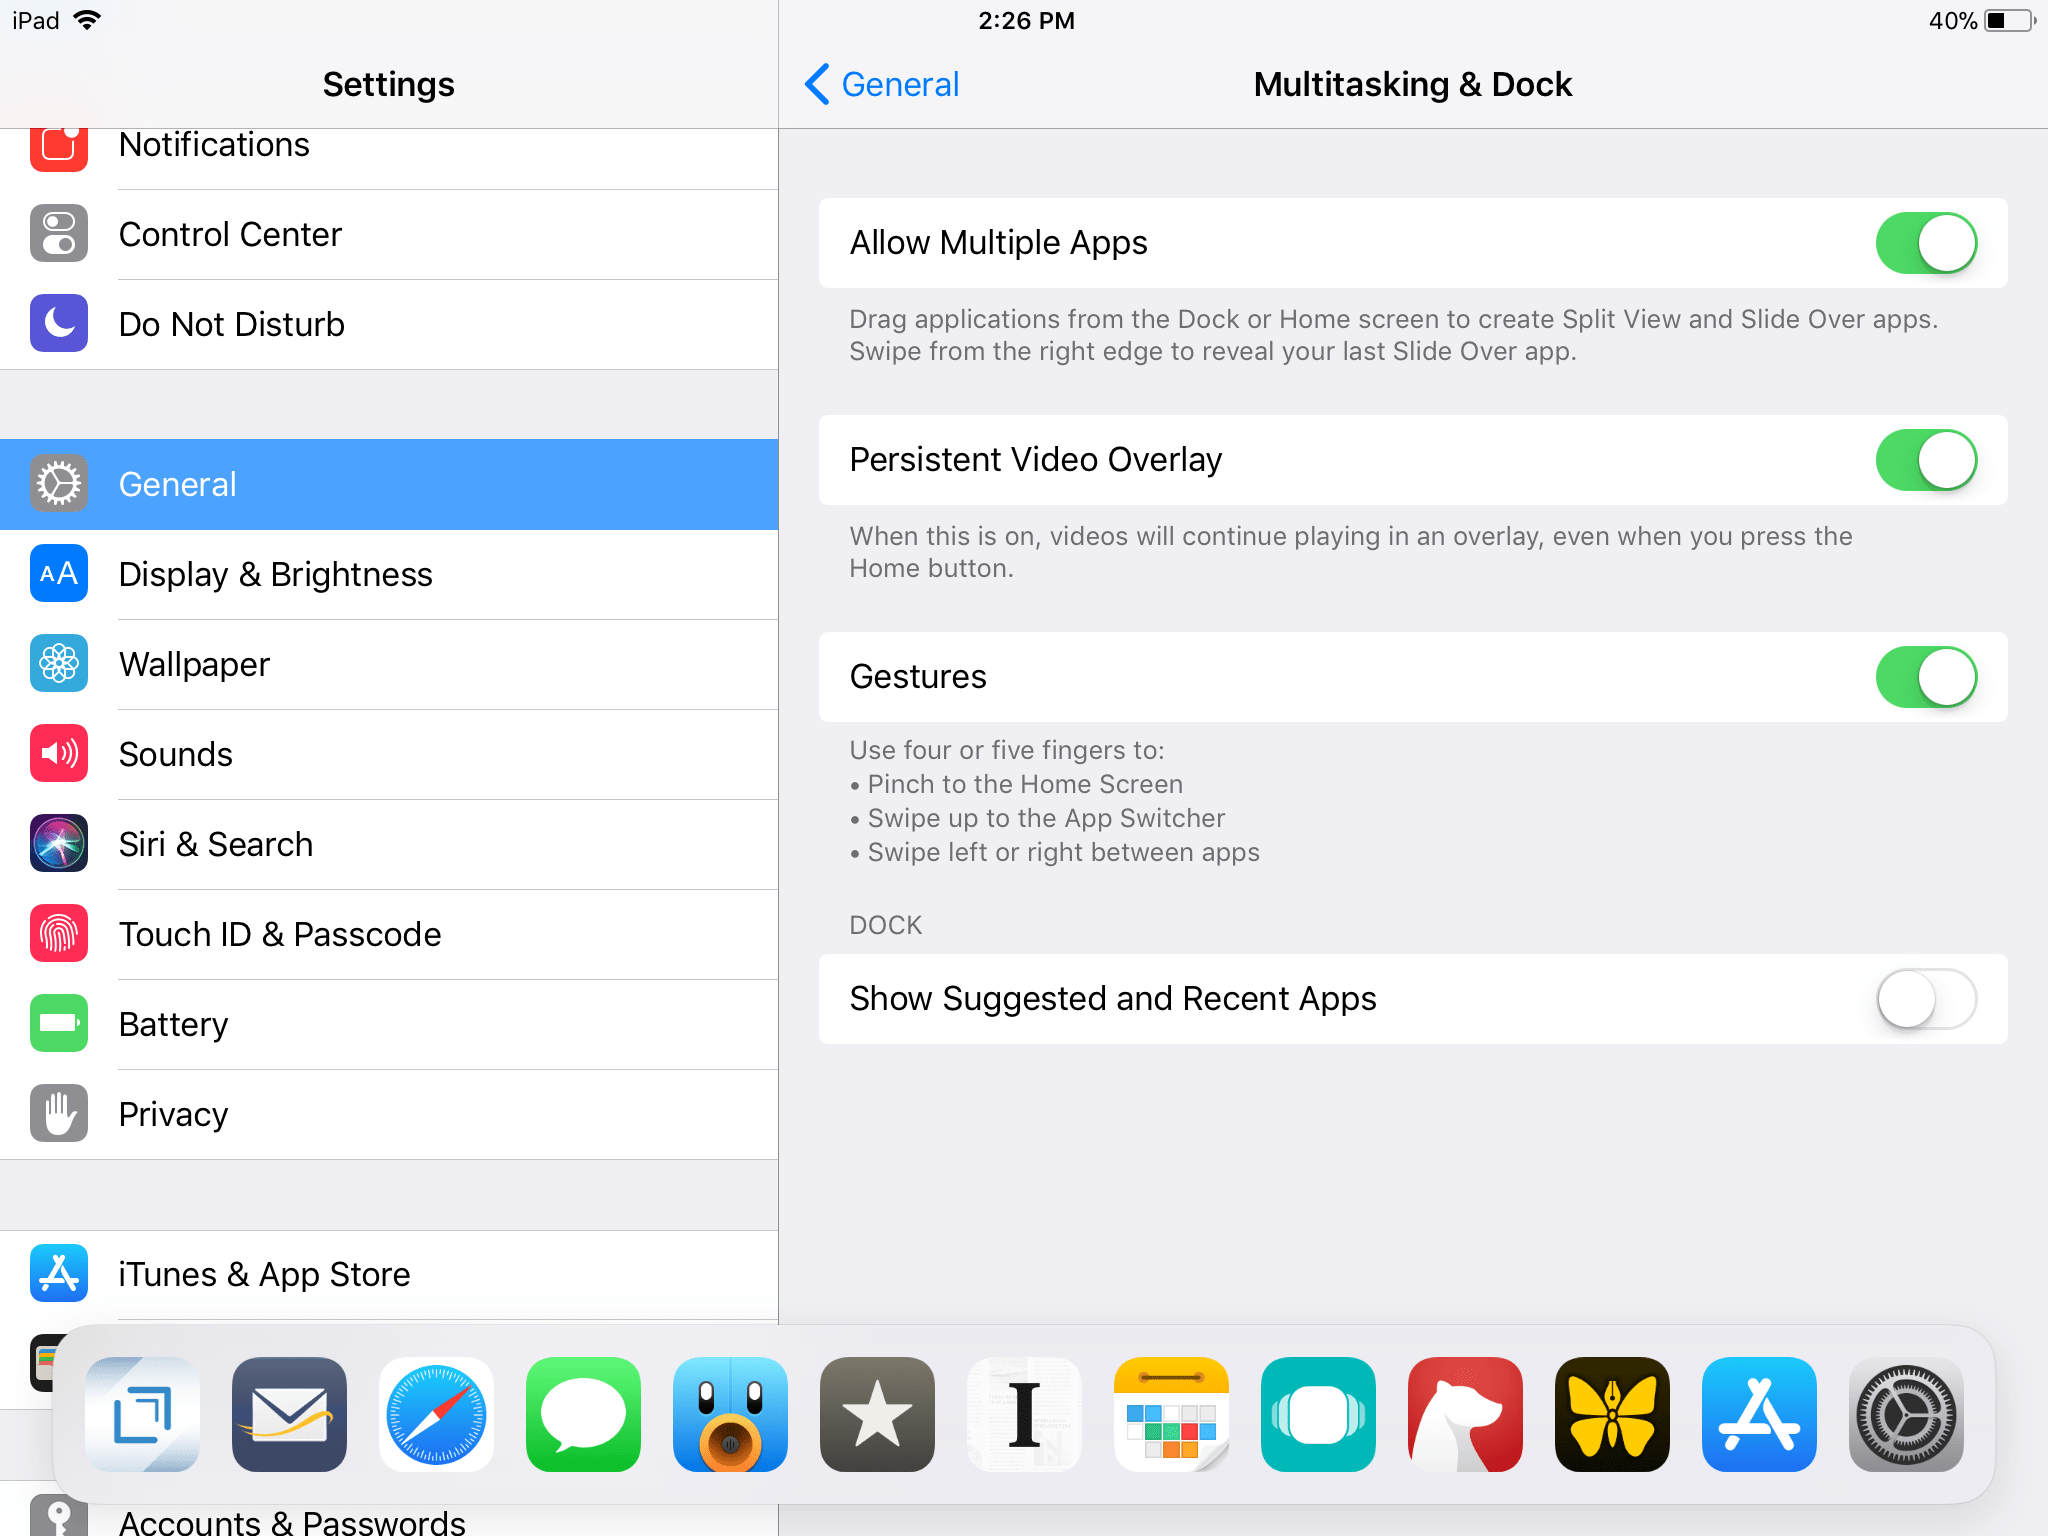 iPad
2:26 PM
40%
Settings
Notifications
Control Center
Do Not Disturb
General
AA
Display & Brightness
Wallpaper
Sounds
Siri & Search
Touch ID & Passcode
Battery
Privacy
iTunes & App Store
Accounts & Passwords
General
Multitasking & Dock
Allow Multiple Apps
Drag applications from the Dock or Home screen to create Split View and Slide Over apps.
Swipe from the right edge to reveal your last Slide Over app.
Persistent Video Overlay
When this is on, videos will continue playing in an overlay, even when you press the
Home button.
Gestures
Use four or five fingers to:
• Pinch to the Home Screen
• Swipe up to the App Switcher
• Swipe left or right between apps
DOCK
Show Suggested and Recent Apps
I